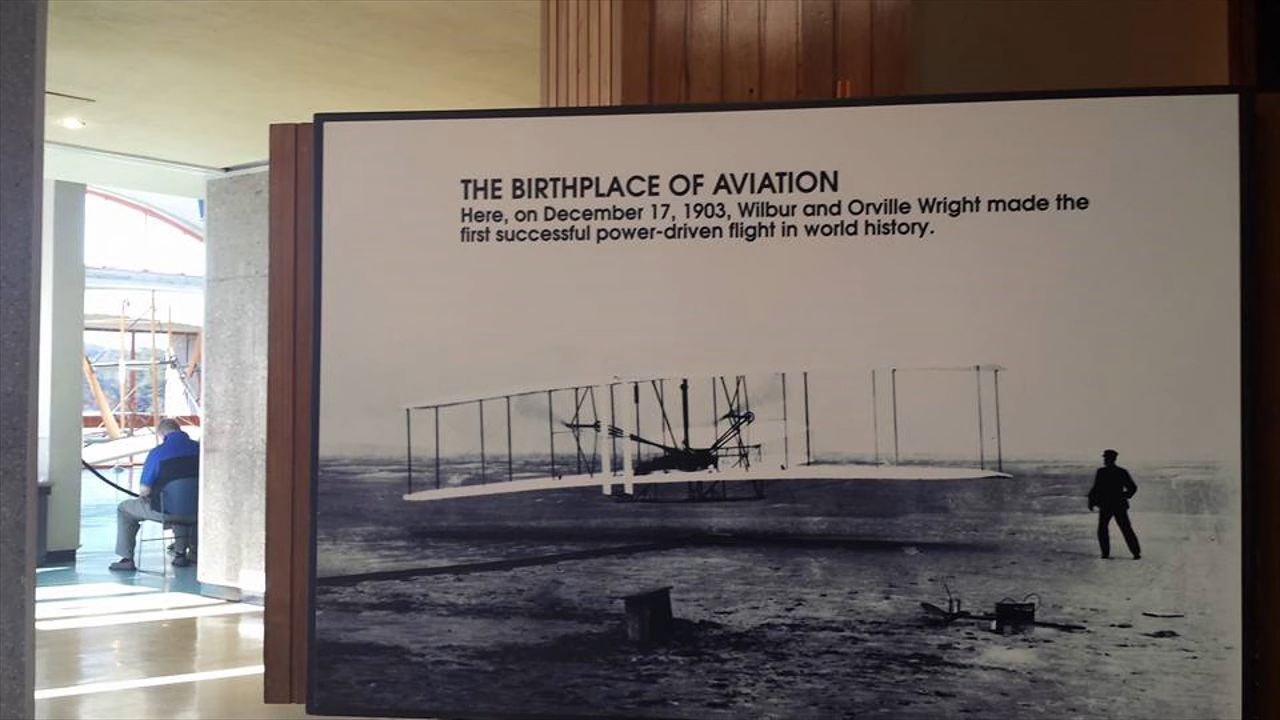 THE BIRTHPLACE OF AVIATION
Here, on December 17, 1903, Wilbur and Orville Wright made the
first successful power-driven flight in world history.